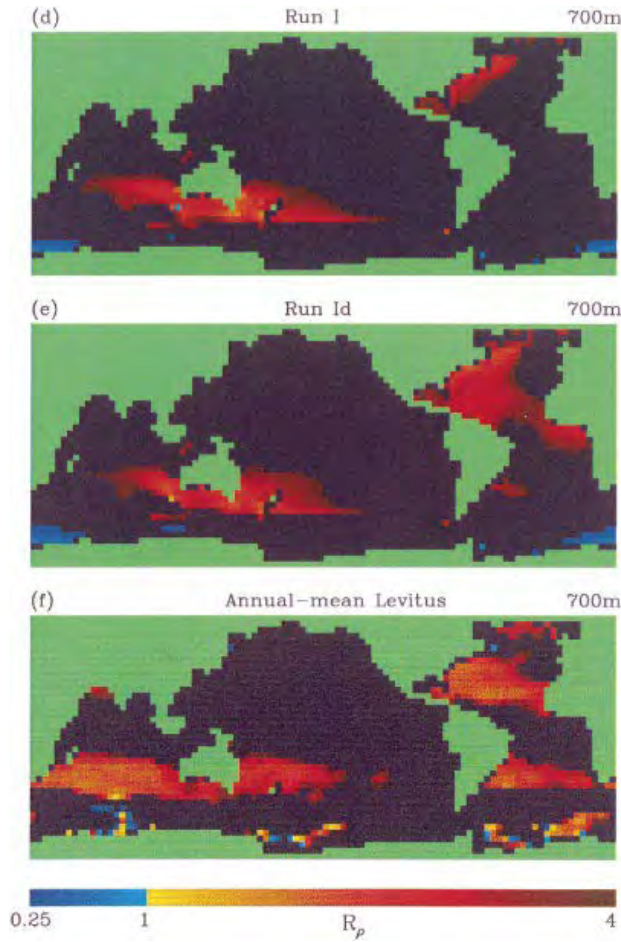 (d) Run I 700m
(e) Run Id 700m
(f) Annual-mean Levitus 700m
0.25 1 Rρ 4